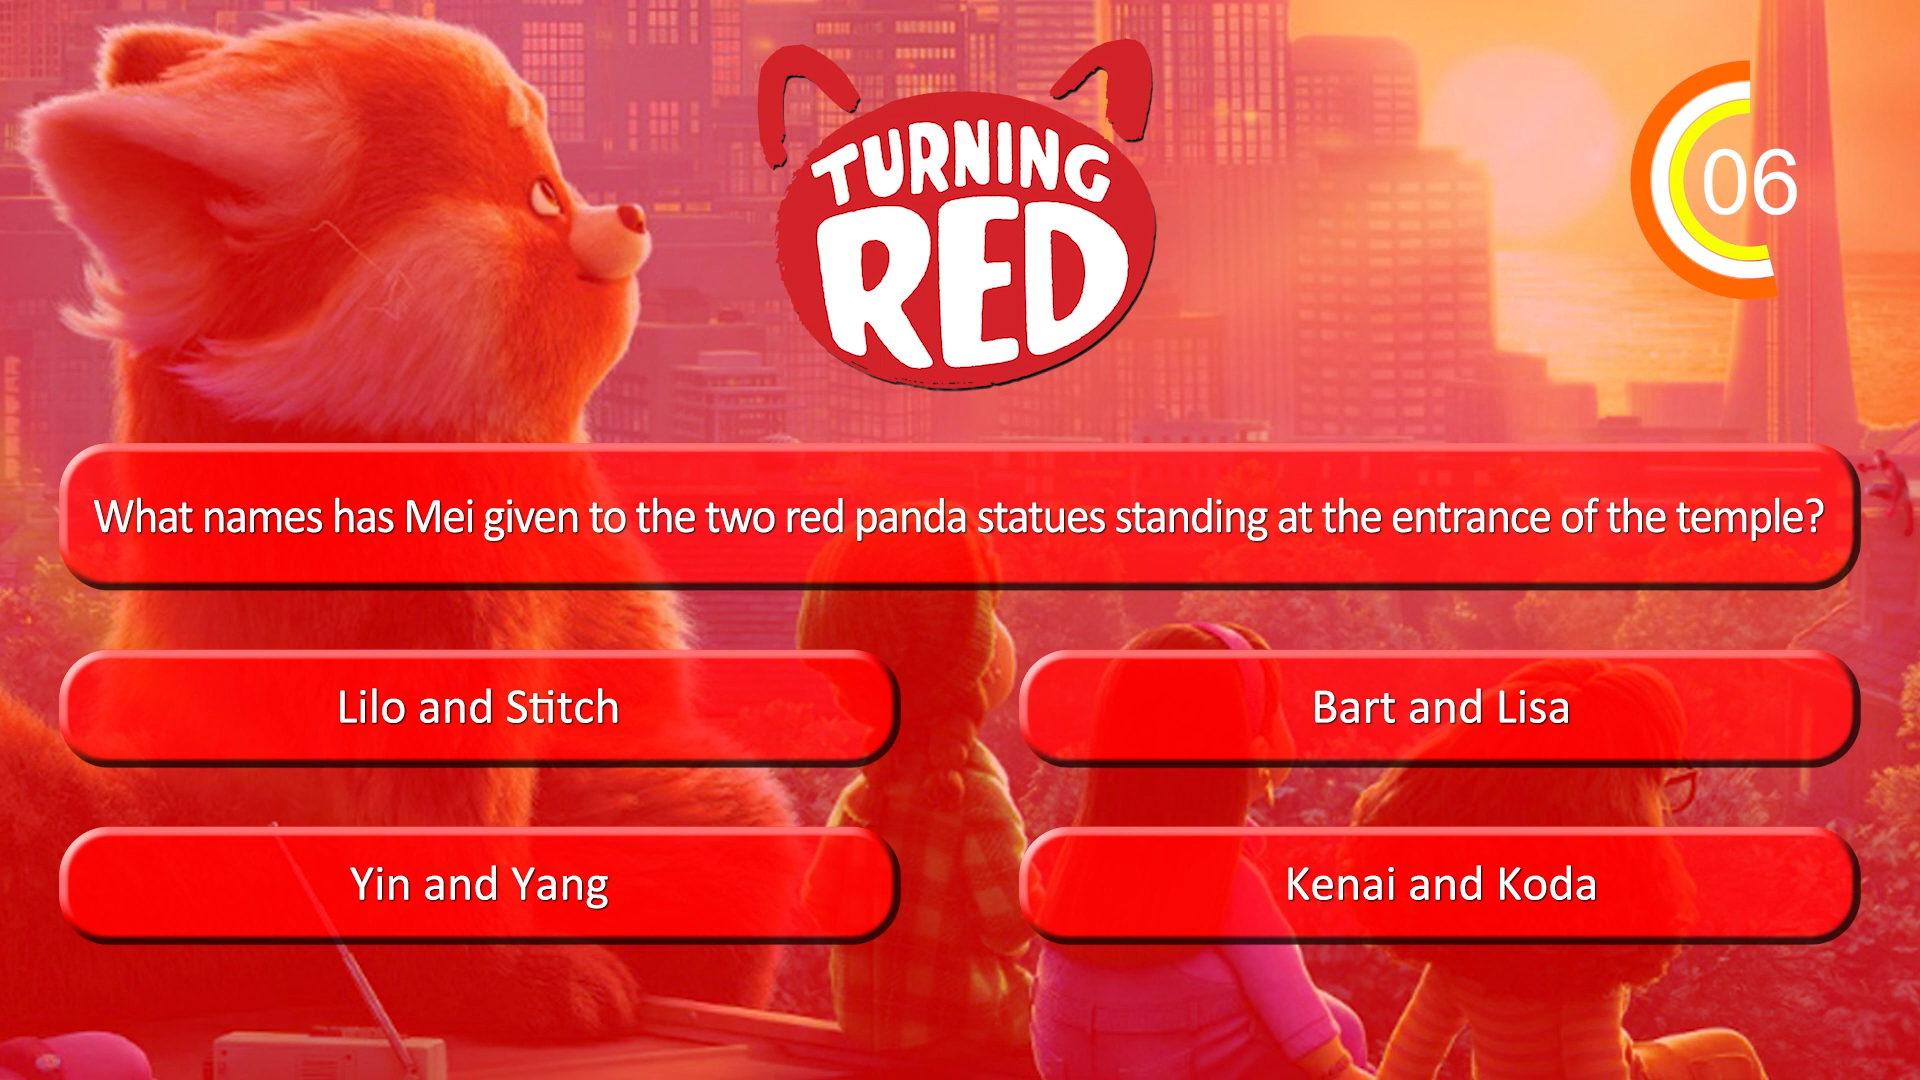 TURNING
RED
06
What names has Mei given to the two red panda statues standing at the entrance of the temple?
Lilo and Stitch
Bart and Lisa
Yin and Yang
Kenai and Koda